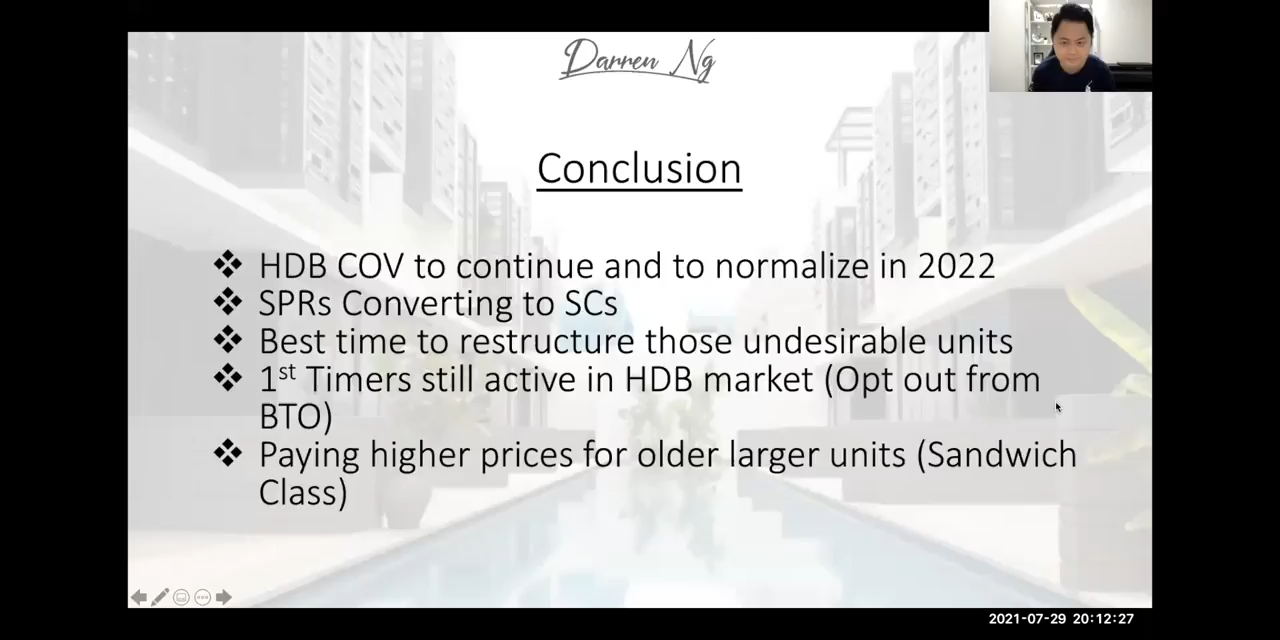 Darren Ng
Conclusion
❖ HDB COV to continue and to normalize in 2022
❖ SPRs Converting to SCs
❖ Best time to restructure those undesirable units
❖ 1st Timers still active in HDB market (Opt out from
BTO)
❖ Paying higher prices for older larger units (Sandwich
Class)
2021-07-29 20:12:27